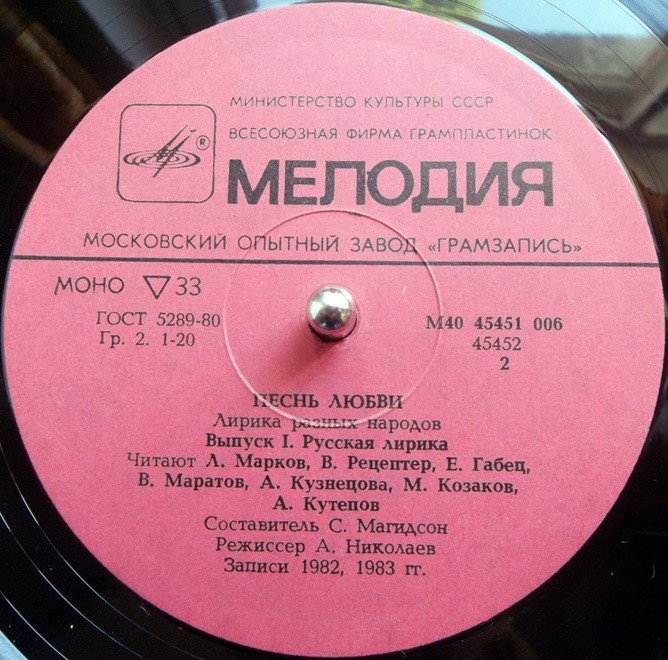 МИНИСТЕРСТВО КУЛЬТУРЫ СССР
ВСЕСОЮЗНАЯ ФИРМА ГРАМПЛАСТИНОК
®
МЕЛОДИЯ
МОСКОВСКИЙ ОПЫТНЫЙ ЗАВОД «ГРАМЗАПИСЬ»
МОНО ▽ 33
ГОСТ 5289-80
Гр. 2. 1-20
М40 45451 006
45452
2
ПЕСНЬ ЛЮБВИ
Лирика разных народов
Выпуск I. Русская лирика
Читают Л. Марков, В. Рецептер, Е. Габец,
В. Маратов, А. Кузнецова, М. Козаков,
А. Кутепов
Составитель С. Магидсон
Режиссер А. Николаев
Записи 1982, 1983 гг.